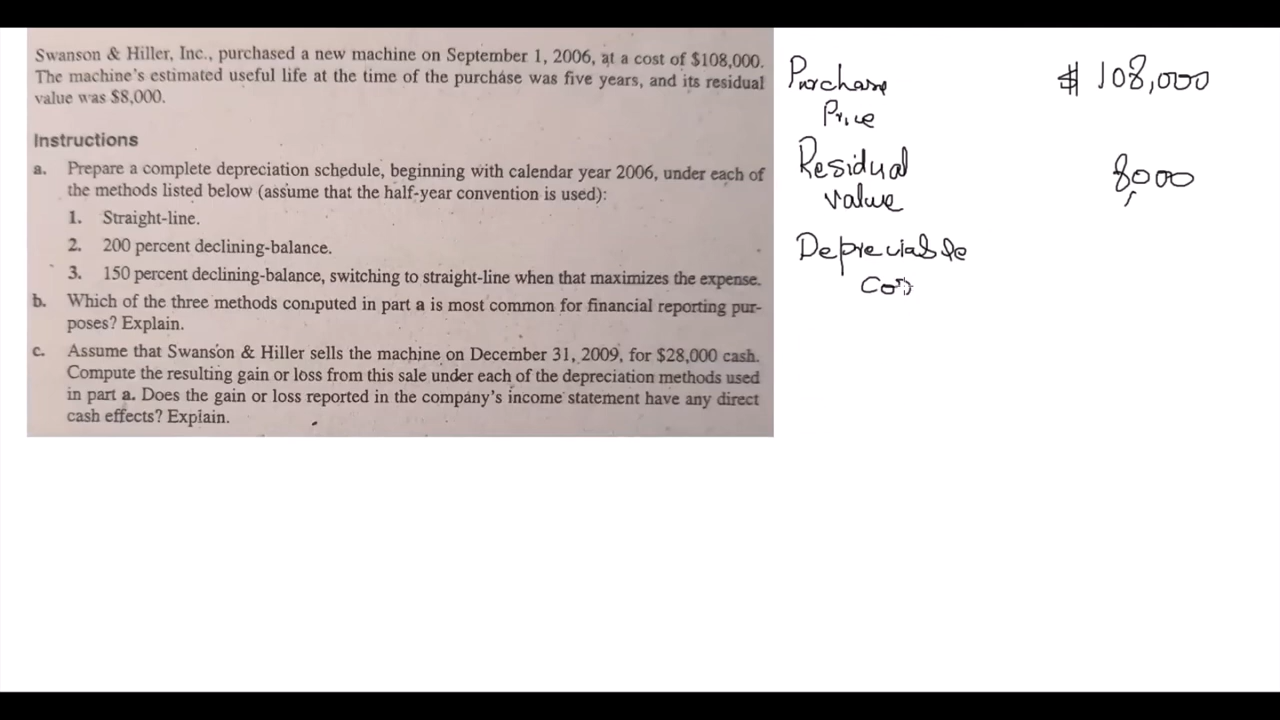 Swanson & Hiller, Inc., purchased a new machine on September 1, 2006, at a cost of $108,000.
The machine's estimated useful life at the time of the purchase was five years, and its residual
value was $8,000.
Instructions
a. Prepare a complete depreciation schedule, beginning with calendar year 2006, under each of
the methods listed below (assume that the half-year convention is used):
1. Straight-line.
2. 200 percent declining-balance.
3. 150 percent declining-balance, switching to straight-line when that maximizes the expense.
b. Which of the three methods computed in part a is most common for financial reporting pur-
poses? Explain.
c. Assume that Swanson & Hiller sells the machine on December 31, 2009, for $28,000 cash.
Compute the resulting gain or loss from this sale under each of the depreciation methods used
in part a. Does the gain or loss reported in the company's income statement have any direct
cash effects? Explain.
Purchase $ 108,000
Price
Residual 8,000
value
Depreciable